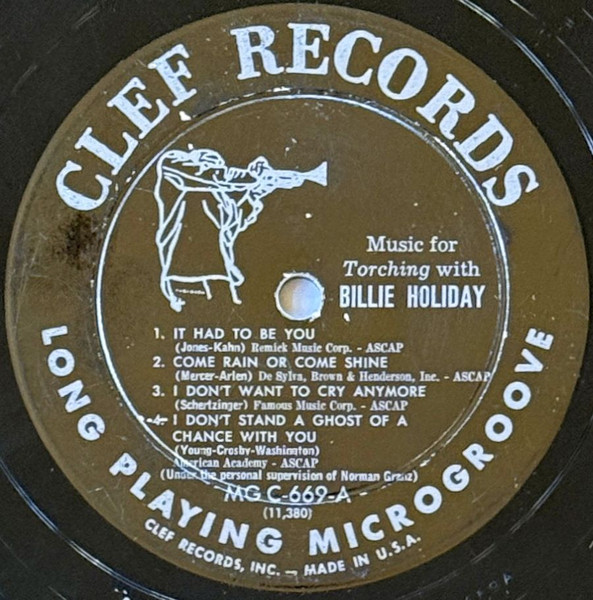 CLEF RECORDS
Music for
Torching with
BILLIE HOLIDAY
1. IT HAD TO BE YOU
(Jones-Kahn) Remick Music Corp. - ASCAP
2. COME RAIN OR COME SHINE
(Mercer-Arlen) De Sylva, Brown & Henderson, Inc. - ASCAP
3. I DON'T WANT TO CRY ANYMORE
(Schertzinger) Famous Music Corp. - ASCAP
4. I DON'T STAND A GHOST OF A
CHANCE WITH YOU
(Young-Crosby-Washington)
American Academy - ASCAP
(Under the personal supervision of Norman Granz)
MG C-669-A
(11,380)
LONG PLAYING MICROGROOVE
CLEF RECORDS, INC. — MADE IN U.S.A.